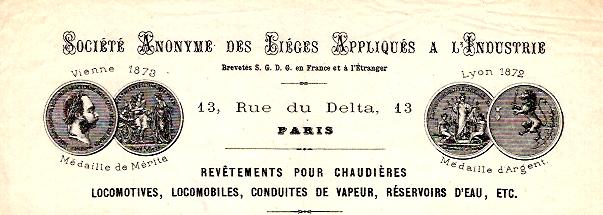 Société Anonyme des Liéges Appliqués a l'Industrie
Brevetés S. G. D. G. en France et à l'Étranger
Vienne 1873
Médaille de Mérite
13, Rue du Delta, 13
PARIS
Lyon 1872
Médaille d'Argent.
REVÊTEMENTS POUR CHAUDIÈRES
LOCOMOTIVES, LOCOMOBILES, CONDUITES DE VAPEUR, RÉSERVOIRS D'EAU, ETC.